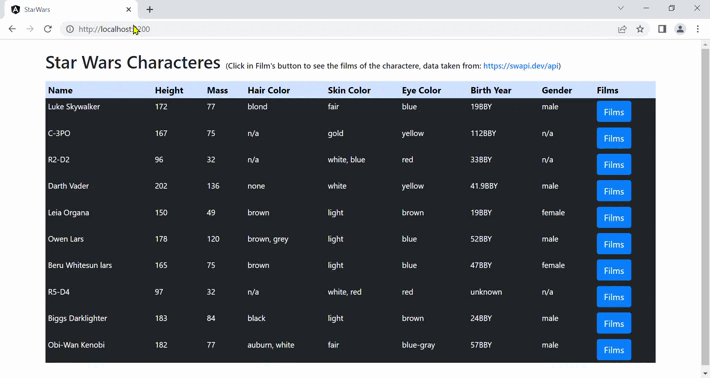 StarWars
http://localhost:4200
Star Wars Characteres (Click in Film's button to see the films of the charactere, data taken from: https://swapi.dev/api)
Name Height Mass Hair Color Skin Color Eye Color Birth Year Gender Films
Luke Skywalker 172 77 blond fair blue 19BBY male Films
C-3PO 167 75 n/a gold yellow 112BBY n/a Films
R2-D2 96 32 n/a white, blue red 33BBY n/a Films
Darth Vader 202 136 none white yellow 41.9BBY male Films
Leia Organa 150 49 brown light brown 19BBY female Films
Owen Lars 178 120 brown, grey light blue 52BBY male Films
Beru Whitesun lars 165 75 brown light blue 47BBY female Films
R5-D4 97 32 n/a white, red red unknown n/a Films
Biggs Darklighter 183 84 black light brown 24BBY male Films
Obi-Wan Kenobi 182 77 auburn, white fair blue-gray 57BBY male Films